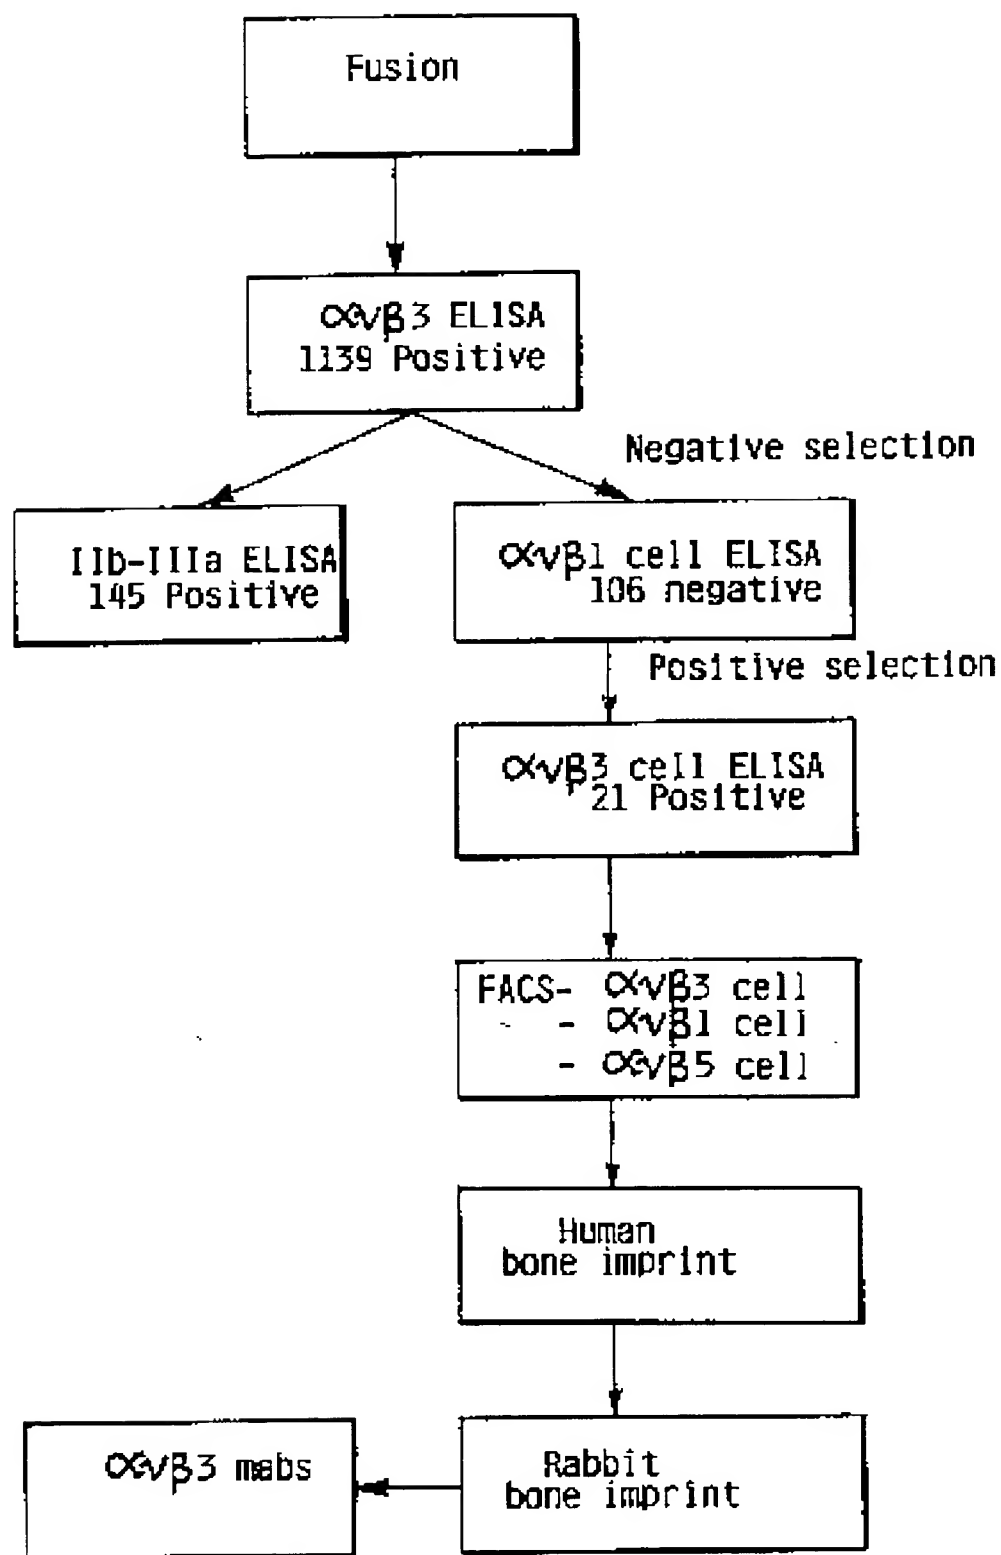 Fusion
αvβ3 ELISA
1139 Positive
Negative selection
IIb-IIIa ELISA
145 Positive
αvβ1 cell ELISA
106 negative
Positive selection
αvβ3 cell ELISA
21 Positive
FACS- αvβ3 cell
- αvβ1 cell
- αvβ5 cell
Human
bone imprint
Rabbit
bone imprint
αvβ3 mabs